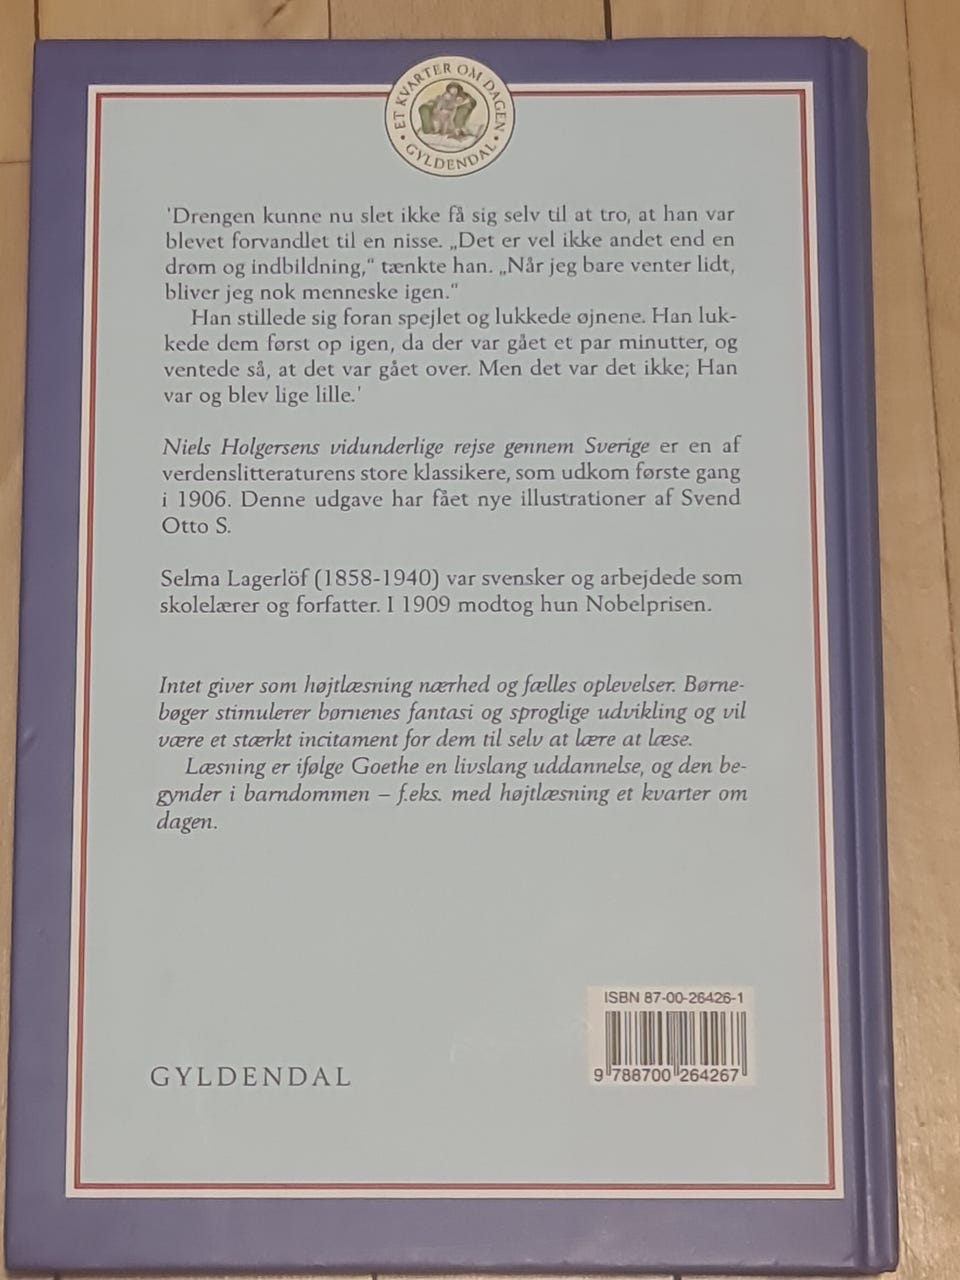 · ET KVARTER OM DAGEN · GYLDENDAL
'Drengen kunne nu slet ikke få sig selv til at tro, at han var
blevet forvandlet til en nisse. „Det er vel ikke andet end en
drøm og indbildning,“ tænkte han. „Når jeg bare venter lidt,
bliver jeg nok menneske igen.“
Han stillede sig foran spejlet og lukkede øjnene. Han luk-
kede dem først op igen, da der var gået et par minutter, og
ventede så, at det var gået over. Men det var det ikke; Han
var og blev lige lille.'
Niels Holgersens vidunderlige rejse gennem Sverige er en af
verdenslitteraturens store klassikere, som udkom første gang
i 1906. Denne udgave har fået nye illustrationer af Svend
Otto S.
Selma Lagerlöf (1858-1940) var svensker og arbejdede som
skolelærer og forfatter. I 1909 modtog hun Nobelprisen.
Intet giver som højtlæsning nærhed og fælles oplevelser. Børne-
bøger stimulerer børnenes fantasi og sproglige udvikling og vil
være et stærkt incitament for dem til selv at lære at læse.
Læsning er ifølge Goethe en livslang uddannelse, og den be-
gynder i barndommen – f.eks. med højtlæsning et kvarter om
dagen.
ISBN 87-00-26426-1
9 788700 264267
GYLDENDAL